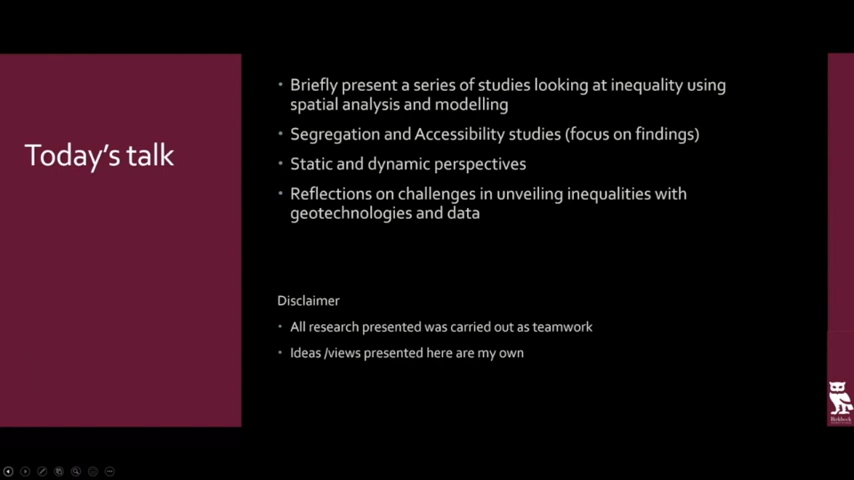 Today's talk
• Briefly present a series of studies looking at inequality using
spatial analysis and modelling
• Segregation and Accessibility studies (focus on findings)
• Static and dynamic perspectives
• Reflections on challenges in unveiling inequalities with
geotechnologies and data
Disclaimer
• All research presented was carried out as teamwork
• Ideas /views presented here are my own
Birkbeck